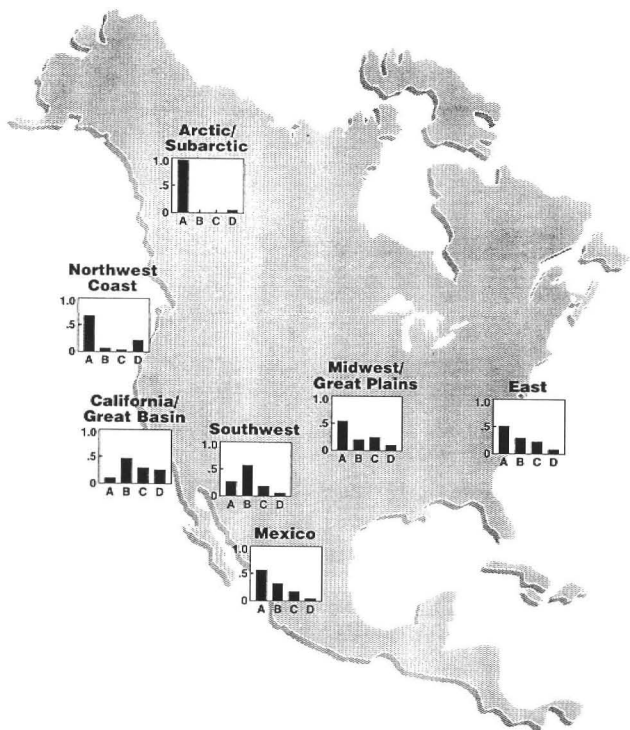 Arctic/
Subarctic
1.0
.5
0
A B C D
Northwest
Coast
1.0
.5
0
A B C D
Midwest/
Great Plains
1.0
.5
0
A B C D
East
1.0
.5
0
A B C D
California/
Great Basin
1.0
.5
0
A B C D
Southwest
1.0
.5
0
A B C D
Mexico
1.0
.5
0
A B C D